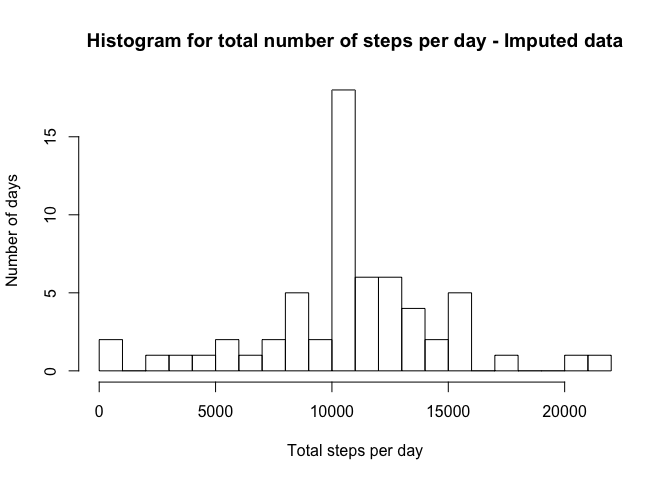 Histogram for total number of steps per day - Imputed data
15
10
5
0
Number of days
0 5000 10000 15000 20000
Total steps per day